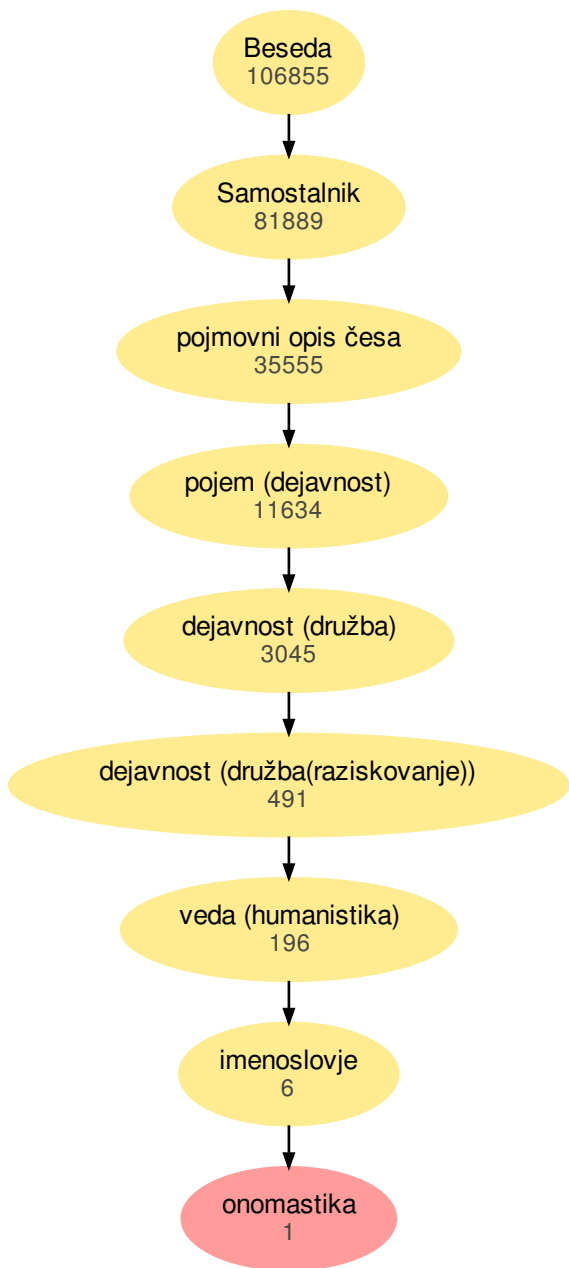 Beseda
106855
Samostalnik
81889
pojmovni opis česa
35555
pojem (dejavnost)
11634
dejavnost (družba)
3045
dejavnost (družba(raziskovanje))
491
veda (humanistika)
196
imenoslovje
6
onomastika
1